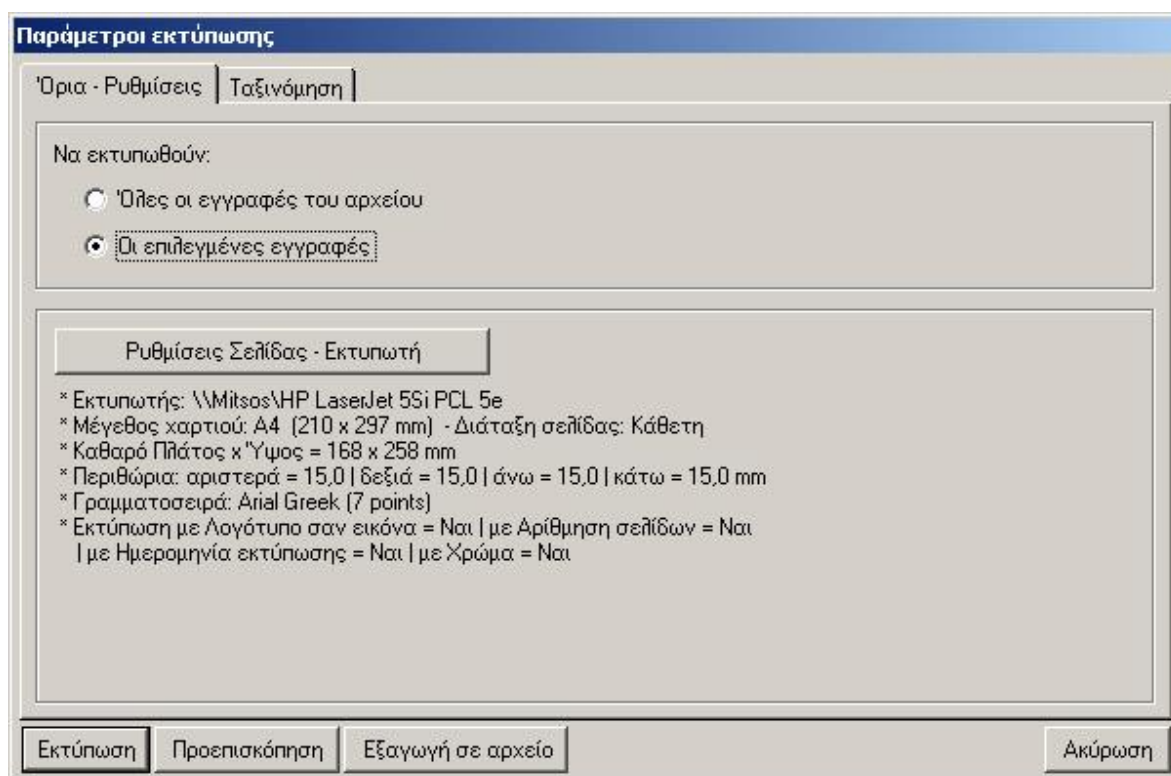 Παράμετροι εκτύπωσης
Όρια - Ρυθμίσεις Ταξινόμηση
Να εκτυπωθούν:
Όλες οι εγγραφές του αρχείου
Οι επιλεγμένες εγγραφές
Ρυθμίσεις Σελίδας - Εκτυπωτή
* Εκτυπωτής: \\Mitsos\HP LaserJet 5Si PCL 5e
* Μέγεθος χαρτιού: A4 (210 x 297 mm) - Διάταξη σελίδας: Κάθετη
* Καθαρό Πλάτος x Ύψος = 168 x 258 mm
* Περιθώρια: αριστερά = 15,0 | δεξιά = 15,0 | άνω = 15,0 | κάτω = 15,0 mm
* Γραμματοσειρά: Arial Greek (7 points)
* Εκτύπωση με Λογότυπο σαν εικόνα = Ναι | με Αρίθμηση σελίδων = Ναι
| με Ημερομηνία εκτύπωσης = Ναι | με Χρώμα = Ναι
Εκτύπωση Προεπισκόπηση Εξαγωγή σε αρχείο Ακύρωση